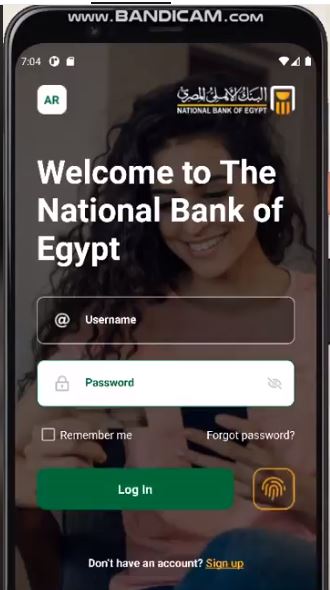 WWW.BANDICAM.COM
7:04
AR
البنك الأهلي المصري
NATIONAL BANK OF EGYPT
Welcome to The
National Bank of
Egypt
@ Username
Password
Remember me Forgot password?
Log In
Don't have an account? Sign up